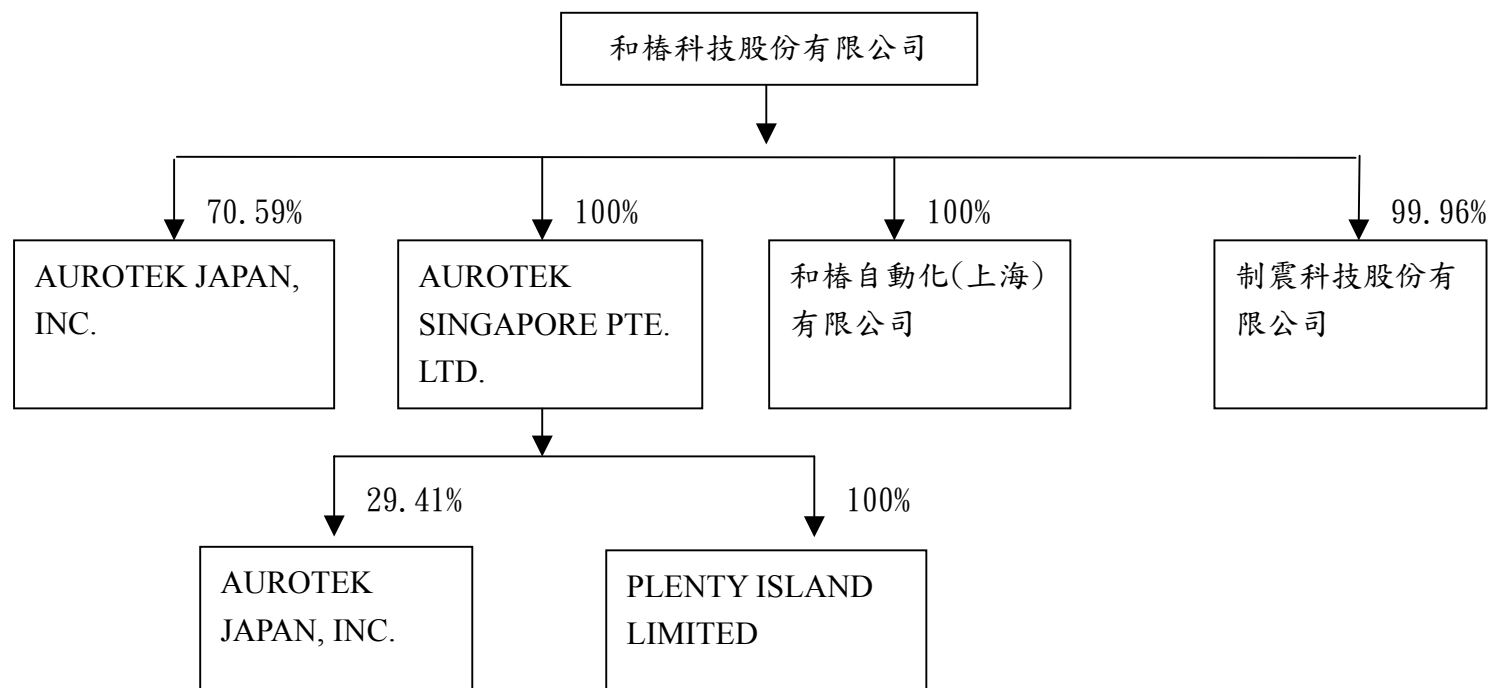 和椿科技股份有限公司
70.59%
100%
100%
99.96%
AUROTEK JAPAN,
INC.
AUROTEK
SINGAPORE PTE.
LTD.
和椿自動化(上海)
有限公司
制震科技股份有
限公司
29.41%
100%
AUROTEK
JAPAN, INC.
PLENTY ISLAND
LIMITED